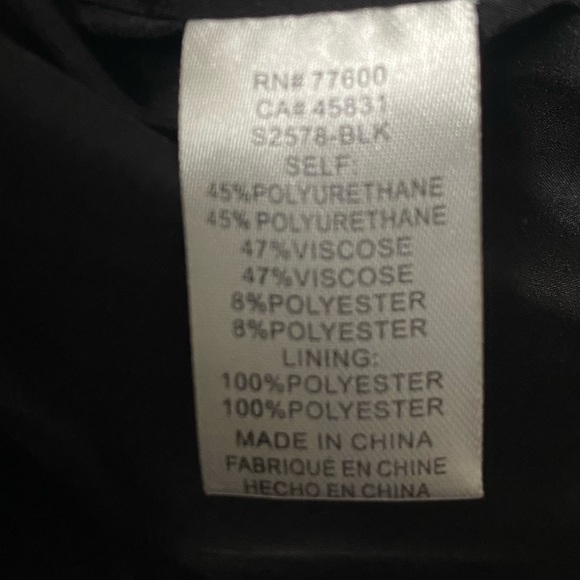 RN# 77600
CA# 45831
S2578-BLK
SELF:
45%POLYURETHANE
45% POLYURETHANE
47%VISCOSE
47%VISCOSE
8%POLYESTER
8%POLYESTER
LINING:
100%POLYESTER
100%POLYESTER
MADE IN CHINA
FABRIQUE EN CHINE
HECHO EN CHINA